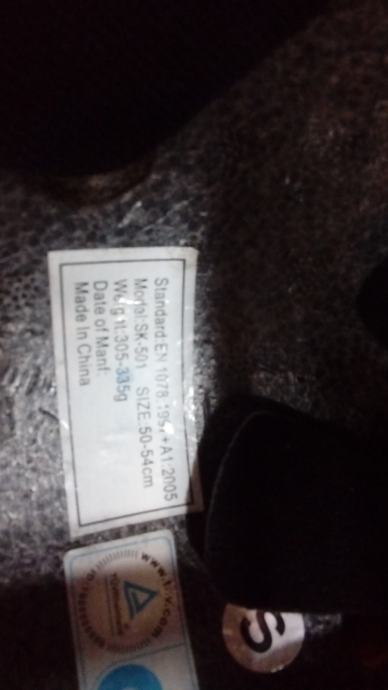 Standard:EN 1078:1997+A1:2005
Model:SK-501 SIZE:50-54cm
Weight:305-335g
Date of Manf:
Made In China
S